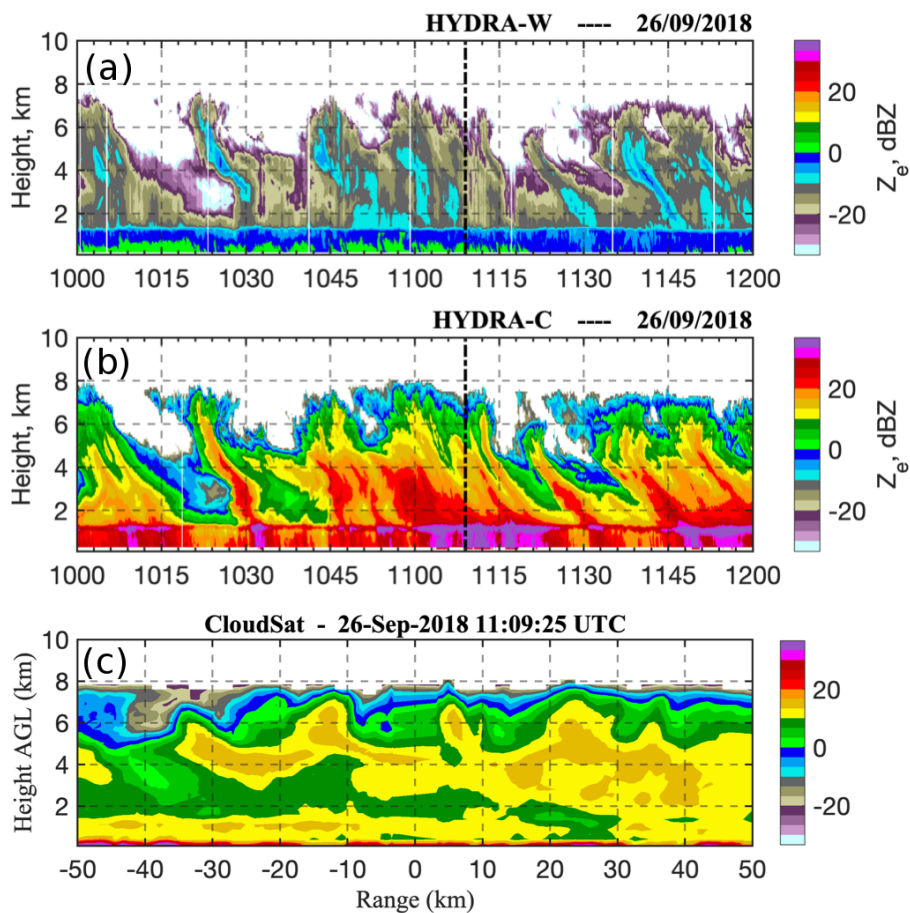 HYDRA-W ---- 26/09/2018
(a)
Height, km
10
8
6
4
2
1000 1015 1030 1045 1100 1115 1130 1145 1200
20
0
-20
Zₑ, dBZ
HYDRA-C ---- 26/09/2018
(b)
Height, km
10
8
6
4
2
1000 1015 1030 1045 1100 1115 1130 1145 1200
20
0
-20
Zₑ, dBZ
CloudSat - 26-Sep-2018 11:09:25 UTC
(c)
Height AGL (km)
10
8
6
4
2
-50 -40 -30 -20 -10 0 10 20 30 40 50
Range (km)
20
0
-20